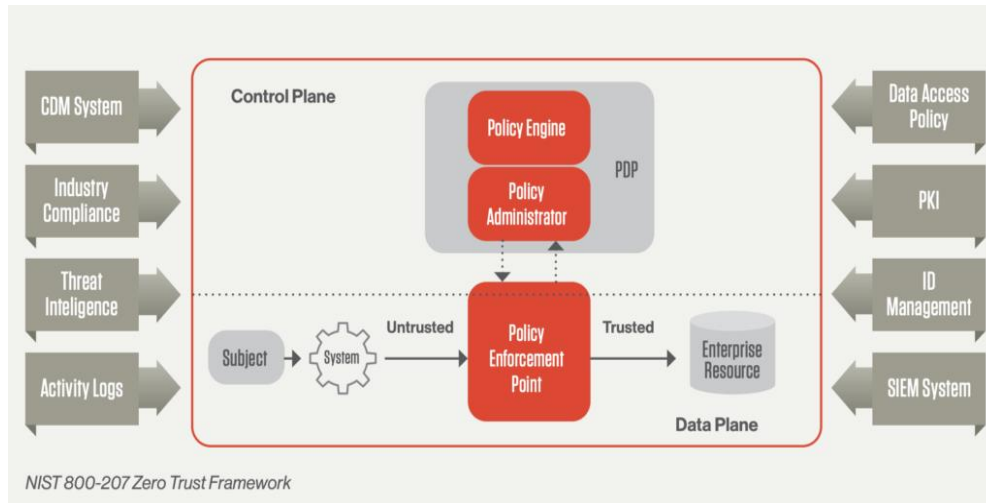 CDM System
Industry
Compliance
Threat
Inteligence
Activity Logs
Control Plane
Policy Engine
Policy
Administrator
PDP
Subject
System
Untrusted
Policy
Enforcement
Point
Trusted
Enterprise
Resource
Data Plane
Data Access
Policy
PKI
ID
Management
SIEM System
NIST 800-207 Zero Trust Framework